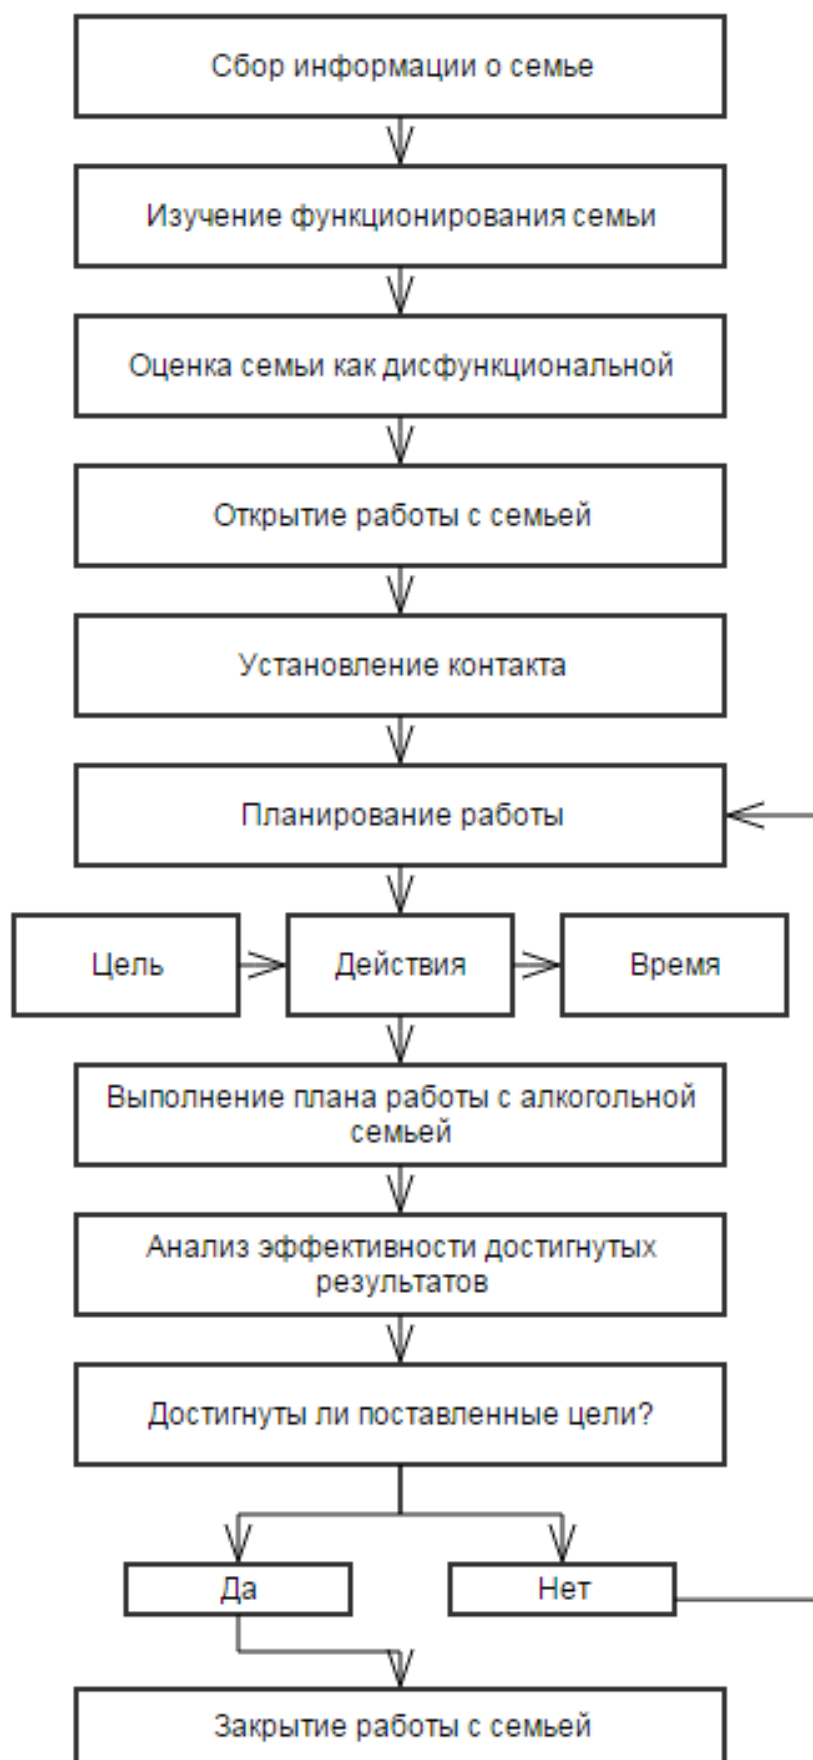 Сбор информации о семье
Изучение функционирования семьи
Оценка семьи как дисфункциональной
Открытие работы с семьей
Установление контакта
Планирование работы
Цель
Действия
Время
Выполнение плана работы с алкогольной
семьей
Анализ эффективности достигнутых
результатов
Достигнуты ли поставленные цели?
Да
Нет
Закрытие работы с семьей